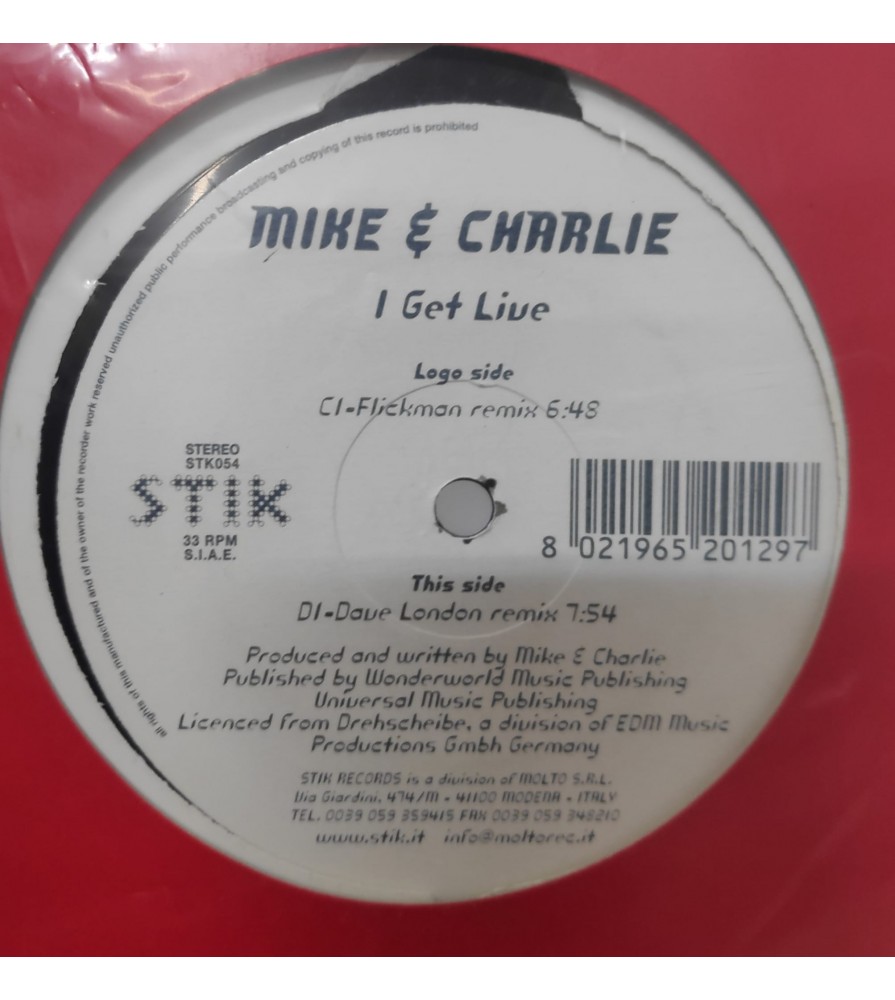 all rights of this manufactured and of the owner of the recorder work reserved unauthorized public performance broadcasting and copying of this record is prohibited
MIKE & CHARLIE
I Get Live
Logo side
C1-Flickman remix 6:48
STEREO
STK054
STIK
33 RPM
S.I.A.E.
8 021965 201297
This side
D1-Dave London remix 7:54
Produced and written by Mike & Charlie
Published by Wonderworld Music Publishing
Universal Music Publishing
Licenced from Drehscheibe, a division of EDM Music
Productions Gmbh Germany
STIK RECORDS is a division of MOLTO S.R.L.
Via Giardini, 474/M - 41100 MODENA - ITALY
TEL. 0039 059 359415 FAX 0039 059 348210
www.stik.it info@moltorec.it